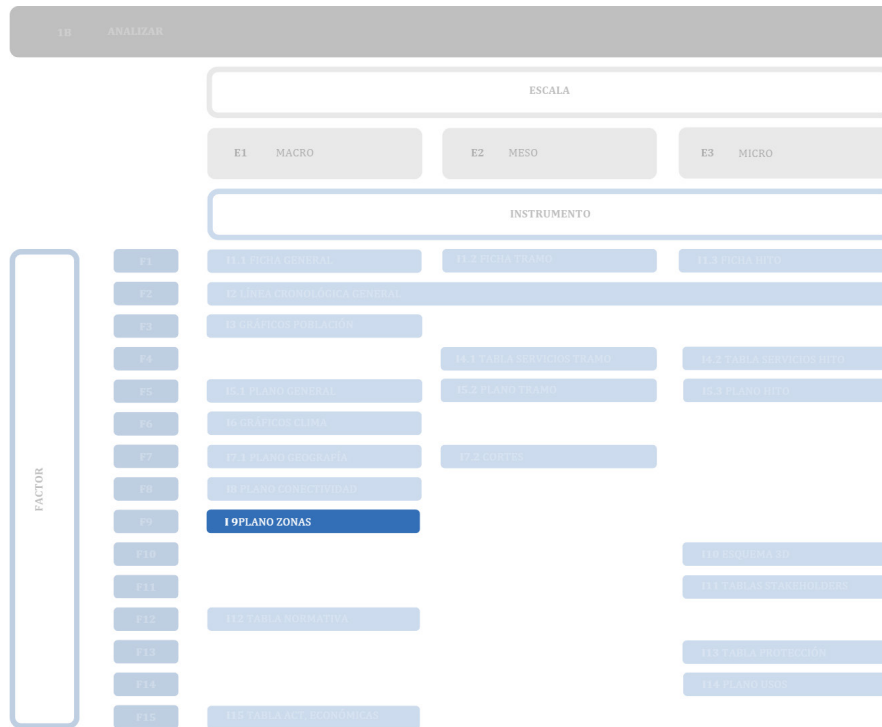 1B ANALIZAR
ESCALA
E1 MACRO E2 MESO E3 MICRO
INSTRUMENTO
FACTOR
F1 I1.1 FICHA GENERAL I1.2 FICHA TRAMO I1.3 FICHA HITO
F2 I2 LÍNEA CRONOLÓGICA GENERAL
F3 I3 GRÁFICOS POBLACIÓN
F4 I4.1 TABLA SERVICIOS TRAMO I4.2 TABLA SERVICIOS HITO
F5 I5.1 PLANO GENERAL I5.2 PLANO TRAMO I5.3 PLANO HITO
F6 I6 GRÁFICOS CLIMA
F7 I7.1 PLANO GEOGRAFÍA I7.2 CORTES
F8 I8 PLANO CONECTIVIDAD
F9 I 9PLANO ZONAS
F10 I10 ESQUEMA 3D
F11 I11 TABLAS STAKEHOLDERS
F12 I12 TABLA NORMATIVA
F13 I13 TABLA PROTECCIÓN
F14 I14 PLANO USOS
F15 I15 TABLA ACT. ECONÓMICAS